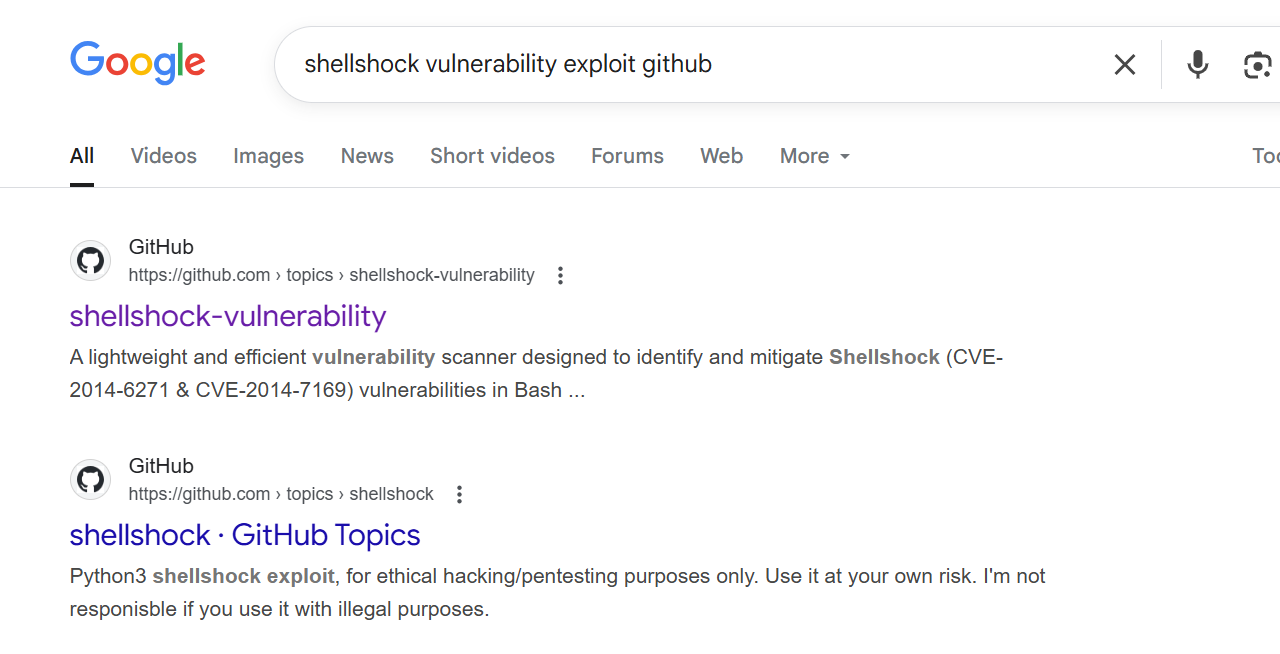 Google
shellshock vulnerability exploit github
All Videos Images News Short videos Forums Web More
GitHub
https://github.com › topics › shellshock-vulnerability
shellshock-vulnerability
A lightweight and efficient vulnerability scanner designed to identify and mitigate Shellshock (CVE-
2014-6271 & CVE-2014-7169) vulnerabilities in Bash ...
GitHub
https://github.com › topics › shellshock
shellshock · GitHub Topics
Python3 shellshock exploit, for ethical hacking/pentesting purposes only. Use it at your own risk. I'm not
responisble if you use it with illegal purposes.